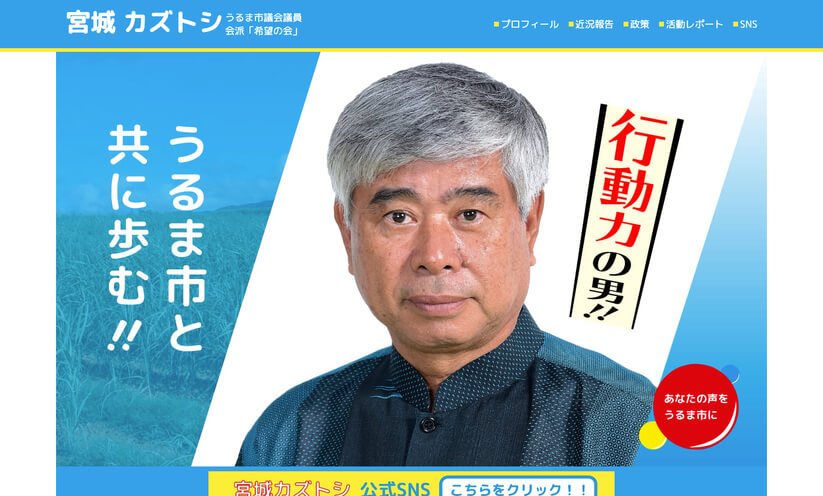 宮城 カズトシ
うるま市議会議員
会派「希望の会」
プロフィール
近況報告
政策
活動レポート
SNS
うるま市と
共に歩む!!
行動力の男!!
あなたの声を
うるま市に
宮城カズトシ 公式SNS こちらをクリック！！